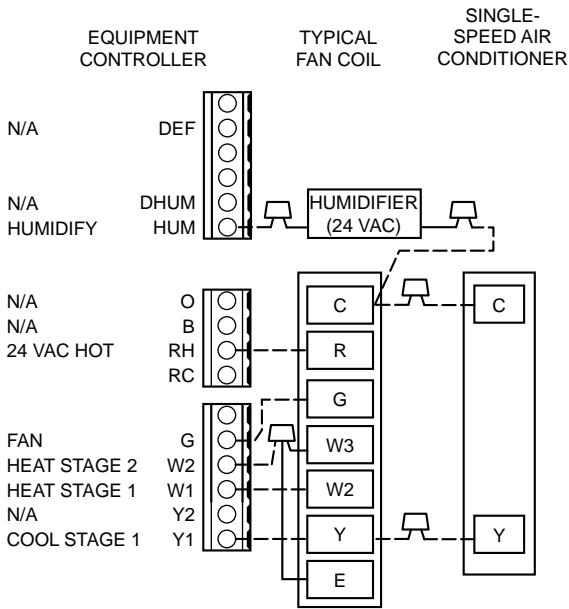 EQUIPMENT
CONTROLLER
TYPICAL
FAN COIL
SINGLE-
SPEED AIR
CONDITIONER
N/A DEF
N/A DHUM
HUMIDIFY HUM
HUMIDIFIER
(24 VAC)
N/A O
N/A B
24 VAC HOT RH
RC
C
R
G
W3
W2
Y
E
C
Y
FAN G
HEAT STAGE 2 W2
HEAT STAGE 1 W1
N/A Y2
COOL STAGE 1 Y1